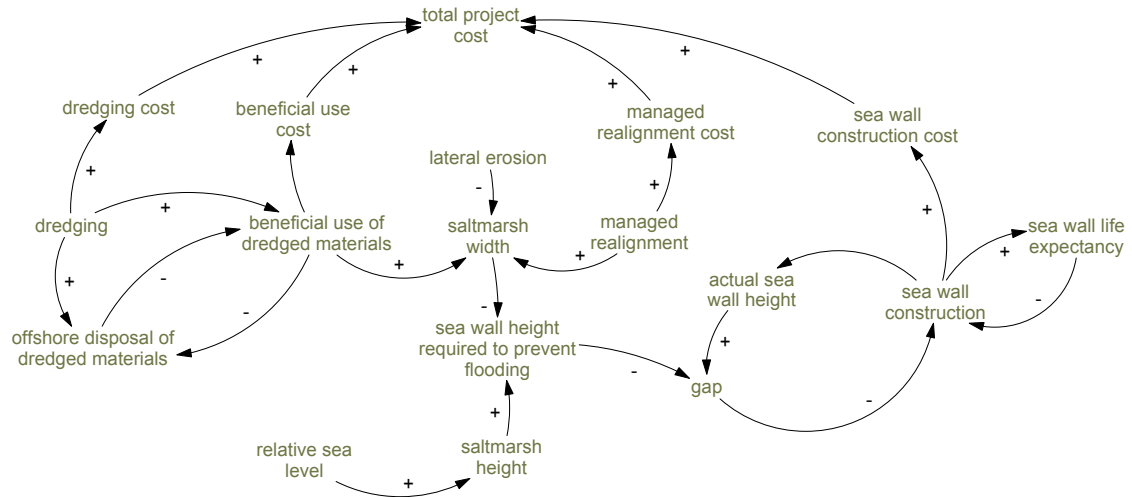 total project
cost
+
+
+
+
dredging cost
beneficial use
cost
managed
realignment cost
sea wall
construction cost
lateral erosion
+
-
+
dredging
+
beneficial use of
dredged materials
saltmarsh
width
managed
realignment
+
sea wall life
expectancy
+
+
-
+
+
actual sea
wall height
sea wall
construction
-
offshore disposal of
dredged materials
-
-
sea wall height
required to prevent
flooding
+
-
gap
-
+
relative sea
level
saltmarsh
height
+